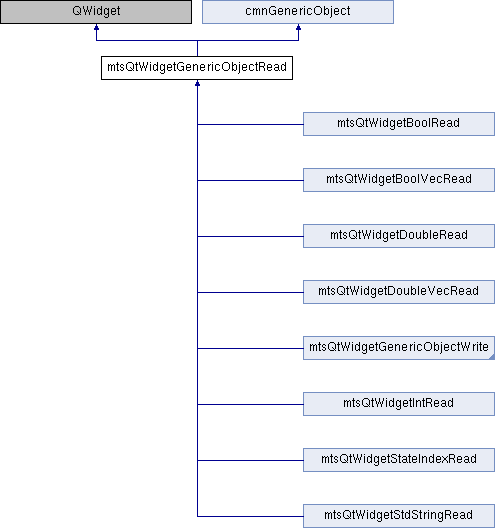 QWidget
cmnGenericObject
mtsQtWidgetGenericObjectRead
mtsQtWidgetBoolRead
mtsQtWidgetBoolVecRead
mtsQtWidgetDoubleRead
mtsQtWidgetDoubleVecRead
mtsQtWidgetGenericObjectWrite
mtsQtWidgetIntRead
mtsQtWidgetStateIndexRead
mtsQtWidgetStdStringRead